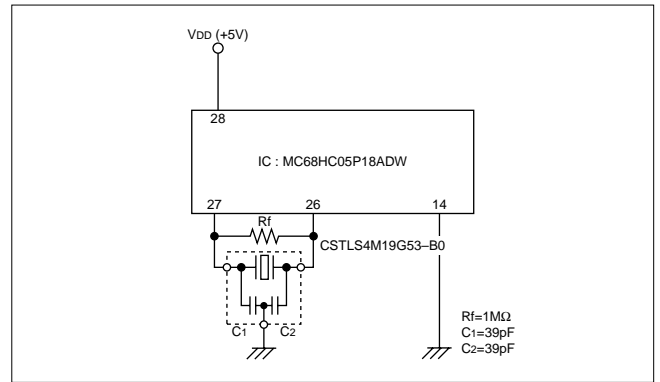 VDD (+5V)
28
IC : MC68HC05P18ADW
27 26 14
Rf
CSTLS4M19G53–B0
C1 C2
Rf=1MΩ
C1=39pF
C2=39pF